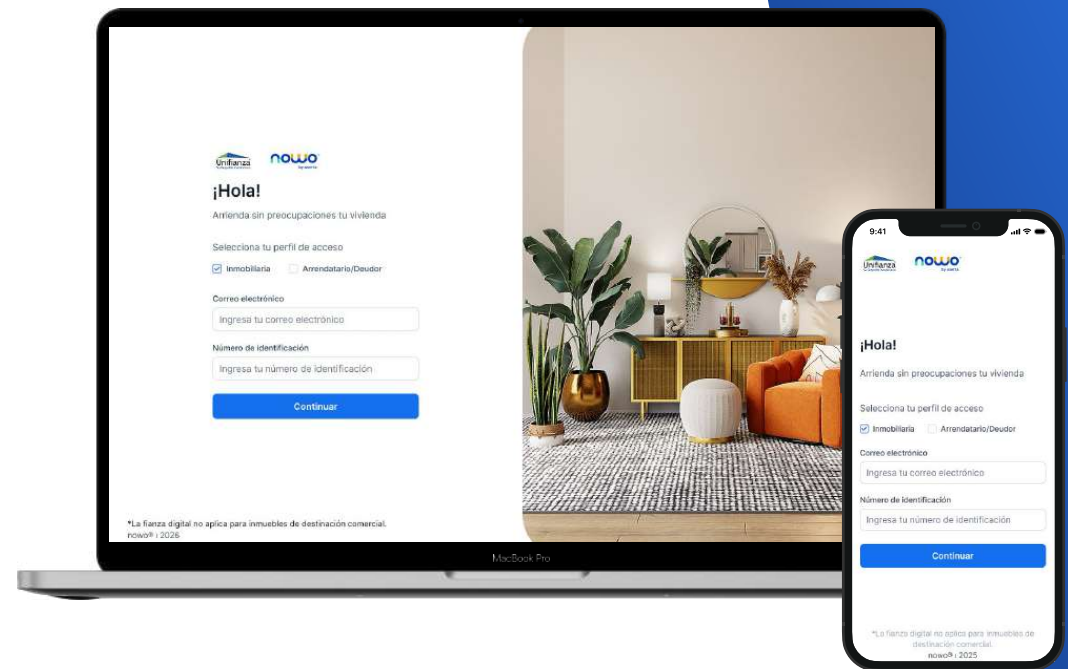 Unifianza
nowo
¡Hola!
Arrienda sin preocupaciones tu vivienda
Selecciona tu perfil de acceso
Inmobiliaria Arrendatario/Deudor
Correo electrónico
Ingresa tu correo electrónico
Número de identificación
Ingresa tu número de identificación
Continuar
*La fianza digital no aplica para inmuebles de destinación comercial.
nowo® | 2026
MacBook Pro
9:41
Unifianza
nowo
¡Hola!
Arrienda sin preocupaciones tu vivienda
Selecciona tu perfil de acceso
Inmobiliaria Arrendatario/Deudor
Correo electrónico
Ingresa tu correo electrónico
Número de identificación
Ingresa tu número de identificación
Continuar
*La fianza digital no aplica para inmuebles de
destinación comercial.
nowo® | 2025